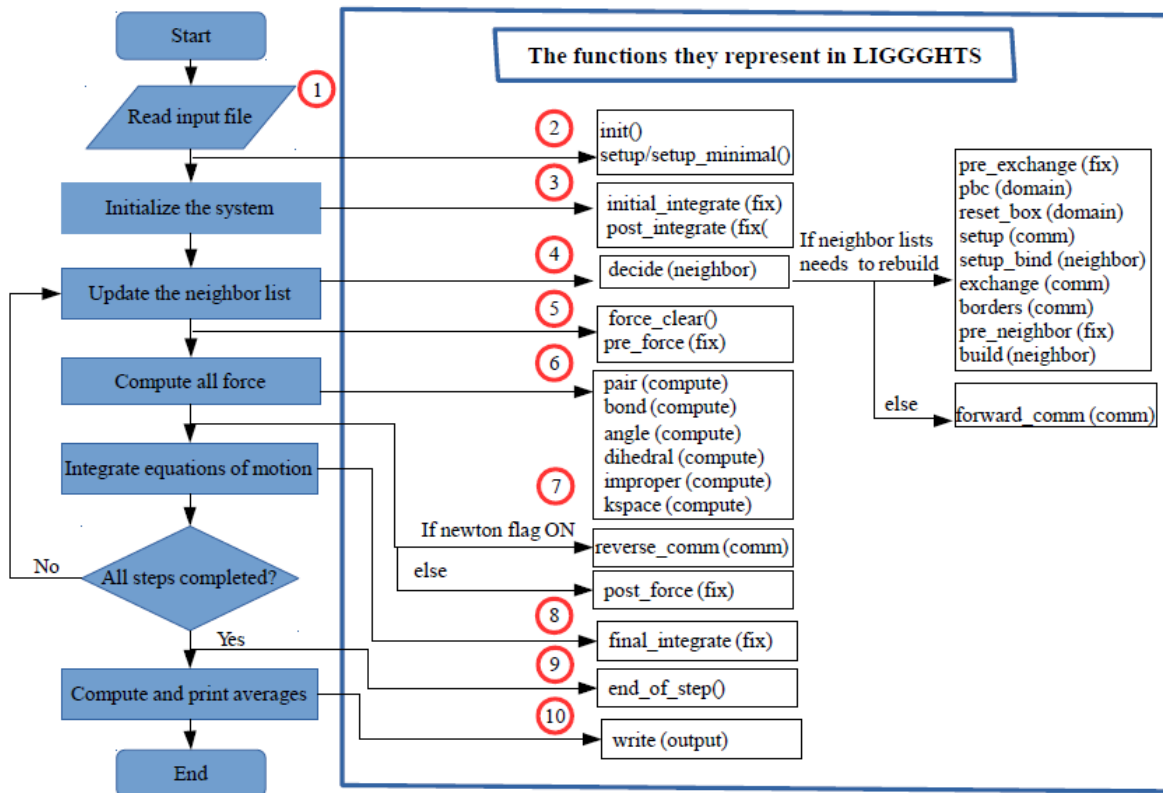 Start
The functions they represent in LIGGGHTS
1
Read input file
2
init()
setup/setup_minimal()
3
Initialize the system
initial_integrate (fix)
post_integrate (fix(
4
Update the neighbor list
decide (neighbor)
If neighbor lists
needs to rebuild
pre_exchange (fix)
pbc (domain)
reset_box (domain)
setup (comm)
setup_bind (neighbor)
exchange (comm)
borders (comm)
pre_neighbor (fix)
build (neighbor)
else
forward_comm (comm)
5
force_clear()
pre_force (fix)
6
Compute all force
pair (compute)
bond (compute)
angle (compute)
dihedral (compute)
improper (compute)
kspace (compute)
Integrate equations of motion
7
If newton flag ON
reverse_comm (comm)
else
post_force (fix)
No
All steps completed?
8
final_integrate (fix)
Yes
9
end_of_step()
Compute and print averages
10
write (output)
End